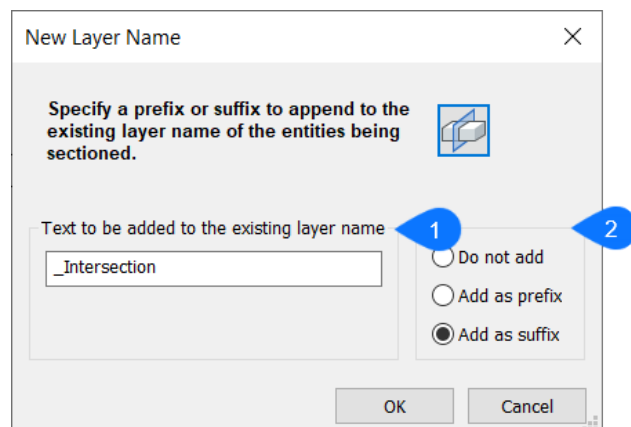 New Layer Name
Specify a prefix or suffix to append to the
existing layer name of the entities being
sectioned.
Text to be added to the existing layer name
1
2
_Intersection
Do not add
Add as prefix
Add as suffix
OK
Cancel